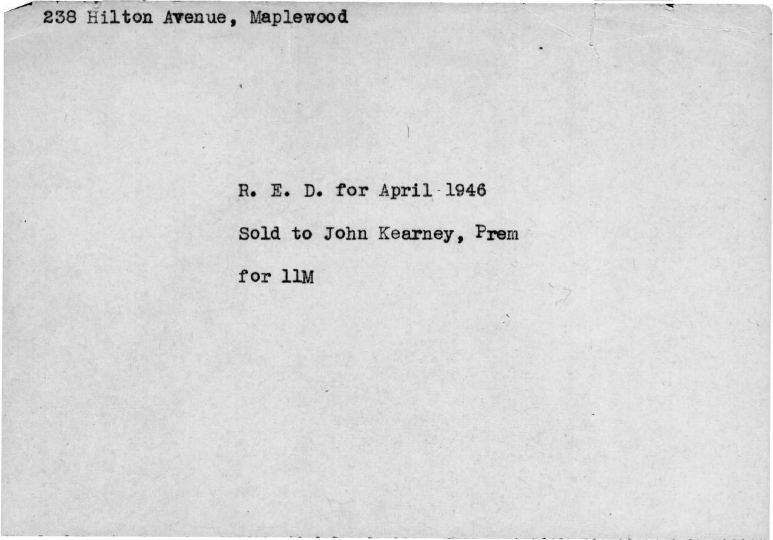 238 Hilton Avenue, Maplewood
R. E. D. for April 1946
Sold to John Kearney, Prem
for 11M